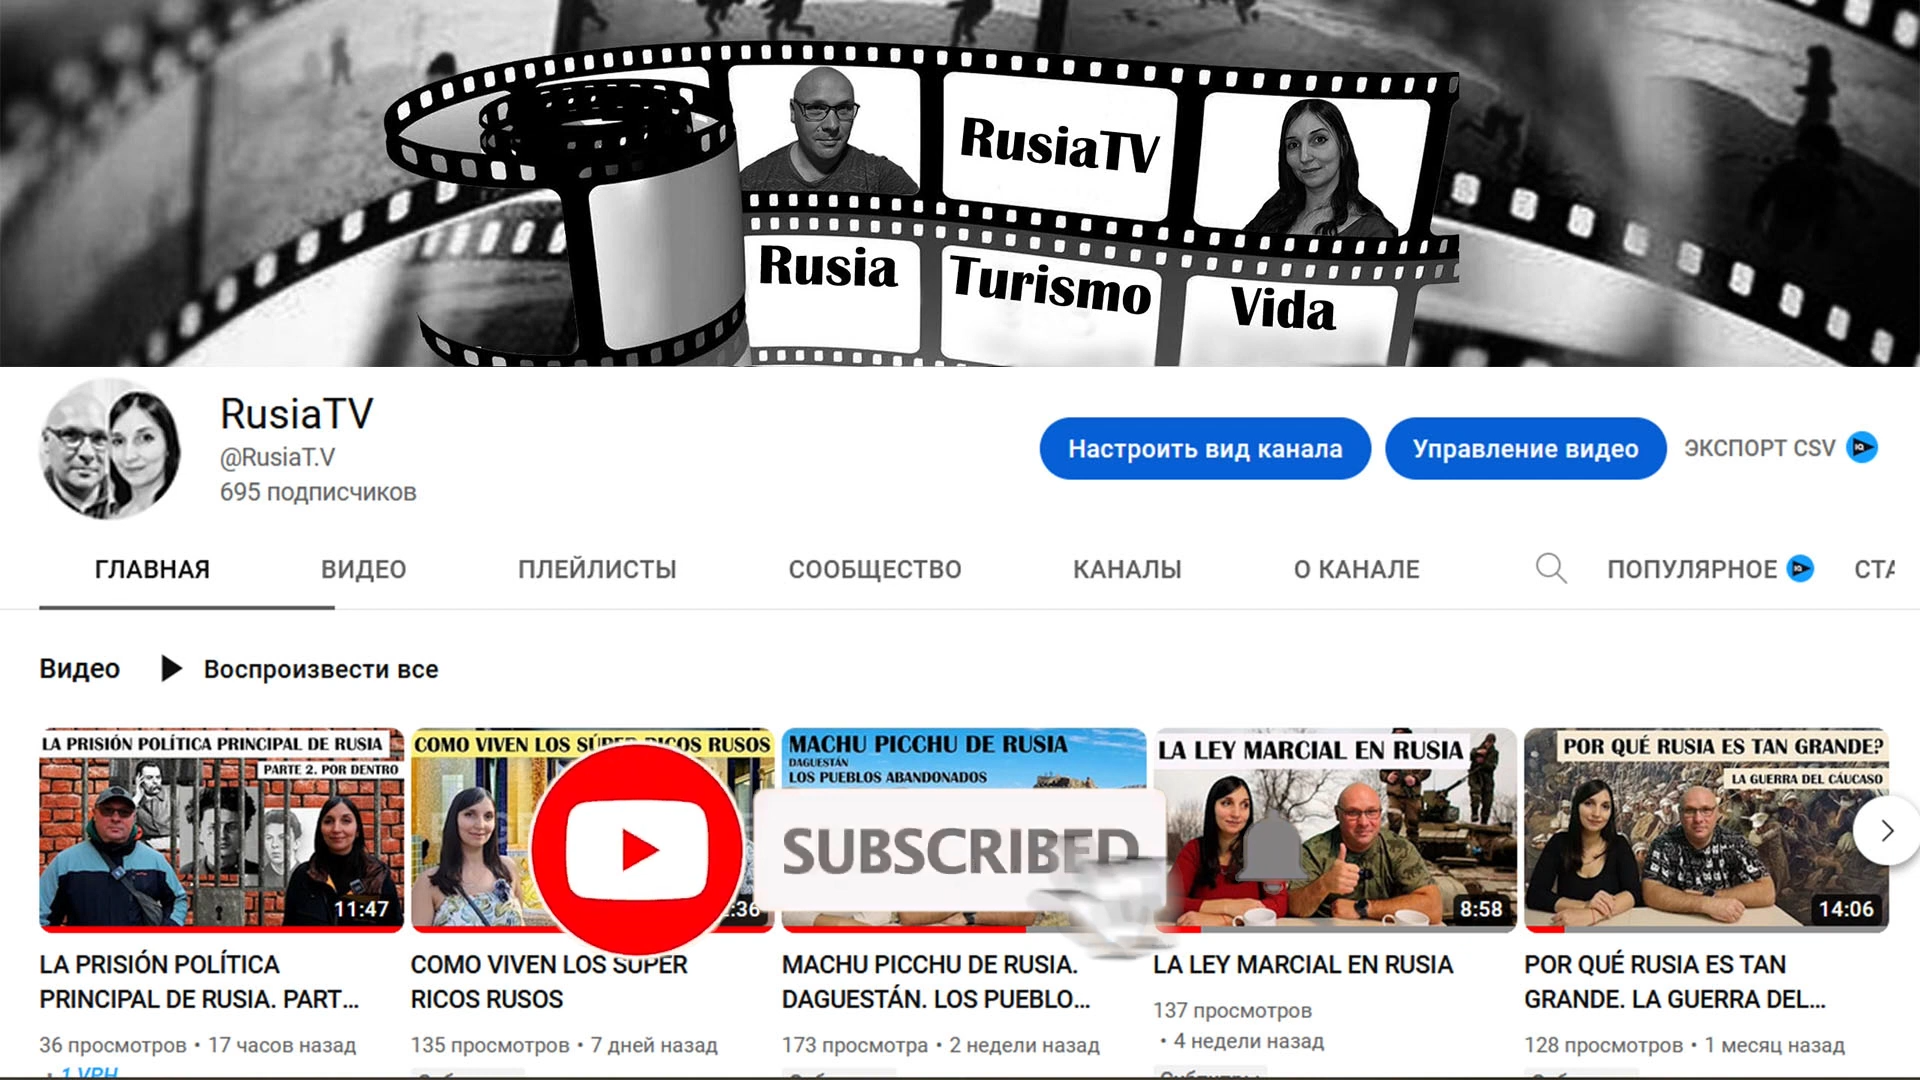 RusiaTV
Rusia
Turismo
Vida
RusiaTV
@RusiaT.V
695 подписчиков
Настроить вид канала
Управление видео
ЭКСПОРТ CSV
ГЛАВНАЯ
ВИДЕО
ПЛЕЙЛИСТЫ
СООБЩЕСТВО
КАНАЛЫ
О КАНАЛЕ
ПОПУЛЯРНОЕ
Видео
Воспроизвести все
LA PRISIÓN POLÍTICA PRINCIPAL DE RUSIA
PARTE 2. POR DENTRO
11:47
COMO VIVEN LOS SÚPER RICOS RUSOS
MACHU PICCHU DE RUSIA
DAGUESTÁN
LOS PUEBLOS ABANDONADOS
SUBSCRIBED
LA LEY MARCIAL EN RUSIA
8:58
POR QUÉ RUSIA ES TAN GRANDE?
LA GUERRA DEL CÁUCASO
14:06
LA PRISIÓN POLÍTICA
PRINCIPAL DE RUSIA. PART...
36 просмотров • 17 часов назад
1 VPH
COMO VIVEN LOS SÚPER
RICOS RUSOS
135 просмотров • 7 дней назад
MACHU PICCHU DE RUSIA.
DAGUESTÁN. LOS PUEBLO...
173 просмотра • 2 недели назад
LA LEY MARCIAL EN RUSIA
137 просмотров
• 4 недели назад
Субтитры
POR QUÉ RUSIA ES TAN
GRANDE. LA GUERRA DEL...
128 просмотров • 1 месяц назад